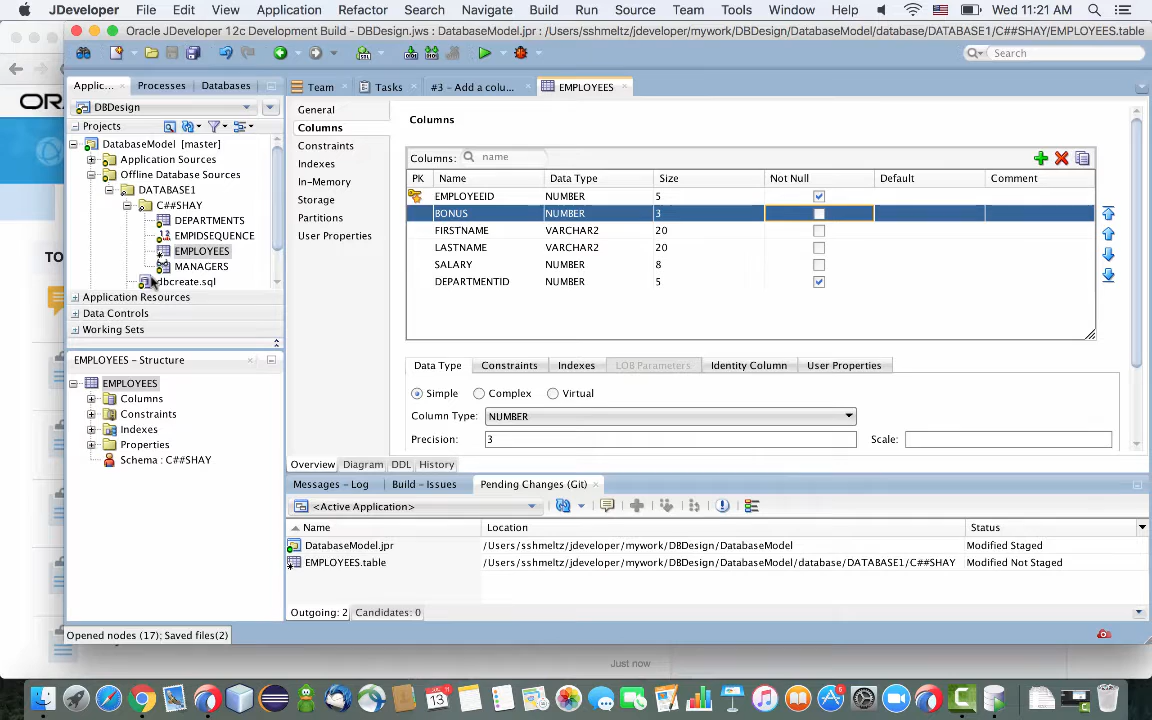 JDeveloper File Edit View Application Refactor Search Navigate Build Run Source Team Tools Window Help 95% Wed 11:21 AM
Oracle JDeveloper 12c Development Build - DBDesign.jws : DatabaseModel.jpr : /Users/sshmeltz/jdeveloper/mywork/DBDesign/DatabaseModel/database/DATABASE1/C##SHAY/EMPLOYEES.table
Search
Applic... Processes Databases
Team Tasks #3 - Add a colu... EMPLOYEES
DBDesign
Projects
DatabaseModel [master]
Application Sources
Offline Database Sources
DATABASE1
C##SHAY
DEPARTMENTS
EMPIDSEQUENCE
EMPLOYEES
MANAGERS
dbcreate.sql
Application Resources
Data Controls
Working Sets
EMPLOYEES - Structure
EMPLOYEES
Columns
Constraints
Indexes
Properties
Schema : C##SHAY
General
Columns
Constraints
Indexes
In-Memory
Storage
Partitions
User Properties
Columns
Columns: name
PK Name Data Type Size Not Null Default Comment
EMPLOYEEID NUMBER 5
BONUS NUMBER 3
FIRSTNAME VARCHAR2 20
LASTNAME VARCHAR2 20
SALARY NUMBER 8
DEPARTMENTID NUMBER 5
Data Type Constraints Indexes LOB Parameters Identity Column User Properties
Simple Complex Virtual
Column Type: NUMBER
Precision: 3 Scale:
Overview Diagram DDL History
Messages - Log Build - Issues Pending Changes (Git)
<Active Application>
Name Location Status
DatabaseModel.jpr /Users/sshmeltz/jdeveloper/mywork/DBDesign/DatabaseModel Modified Staged
EMPLOYEES.table /Users/sshmeltz/jdeveloper/mywork/DBDesign/DatabaseModel/database/DATABASE1/C##SHAY Modified Not Staged
Outgoing: 2 Candidates: 0
Opened nodes (17); Saved files(2)
Just now